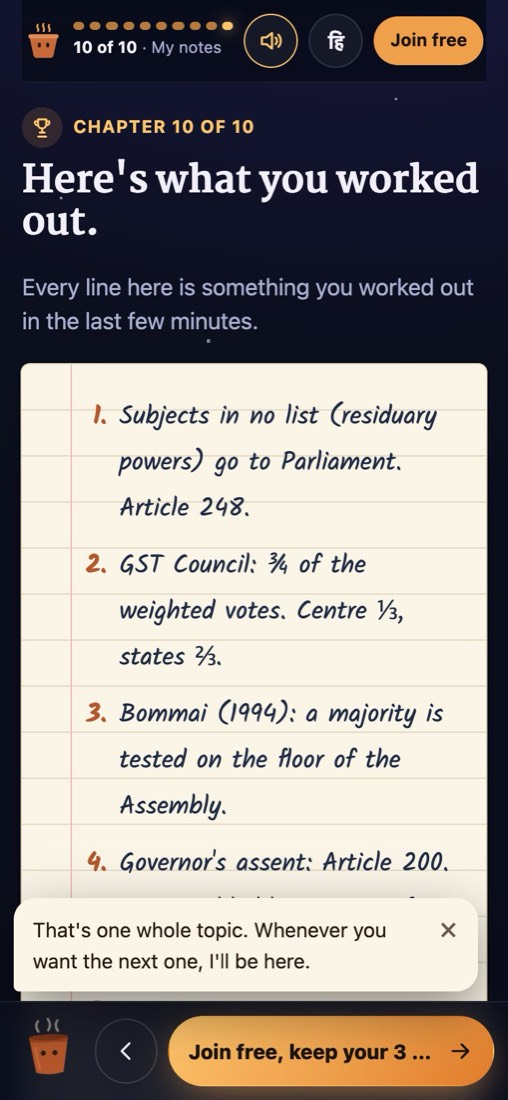 10 of 10 · My notes
हि
Join free
CHAPTER 10 OF 10
Here's what you worked
out.
Every line here is something you worked out
in the last few minutes.
1. Subjects in no list (residuary
powers) go to Parliament.
Article 248.
2. GST Council: ¾ of the
weighted votes. Centre ⅓,
states ⅔.
3. Bommai (1994): a majority is
tested on the floor of the
Assembly.
4. Governor's assent: Article 200.
That's one whole topic. Whenever you
want the next one, I'll be here.
Join free, keep your 3 ...